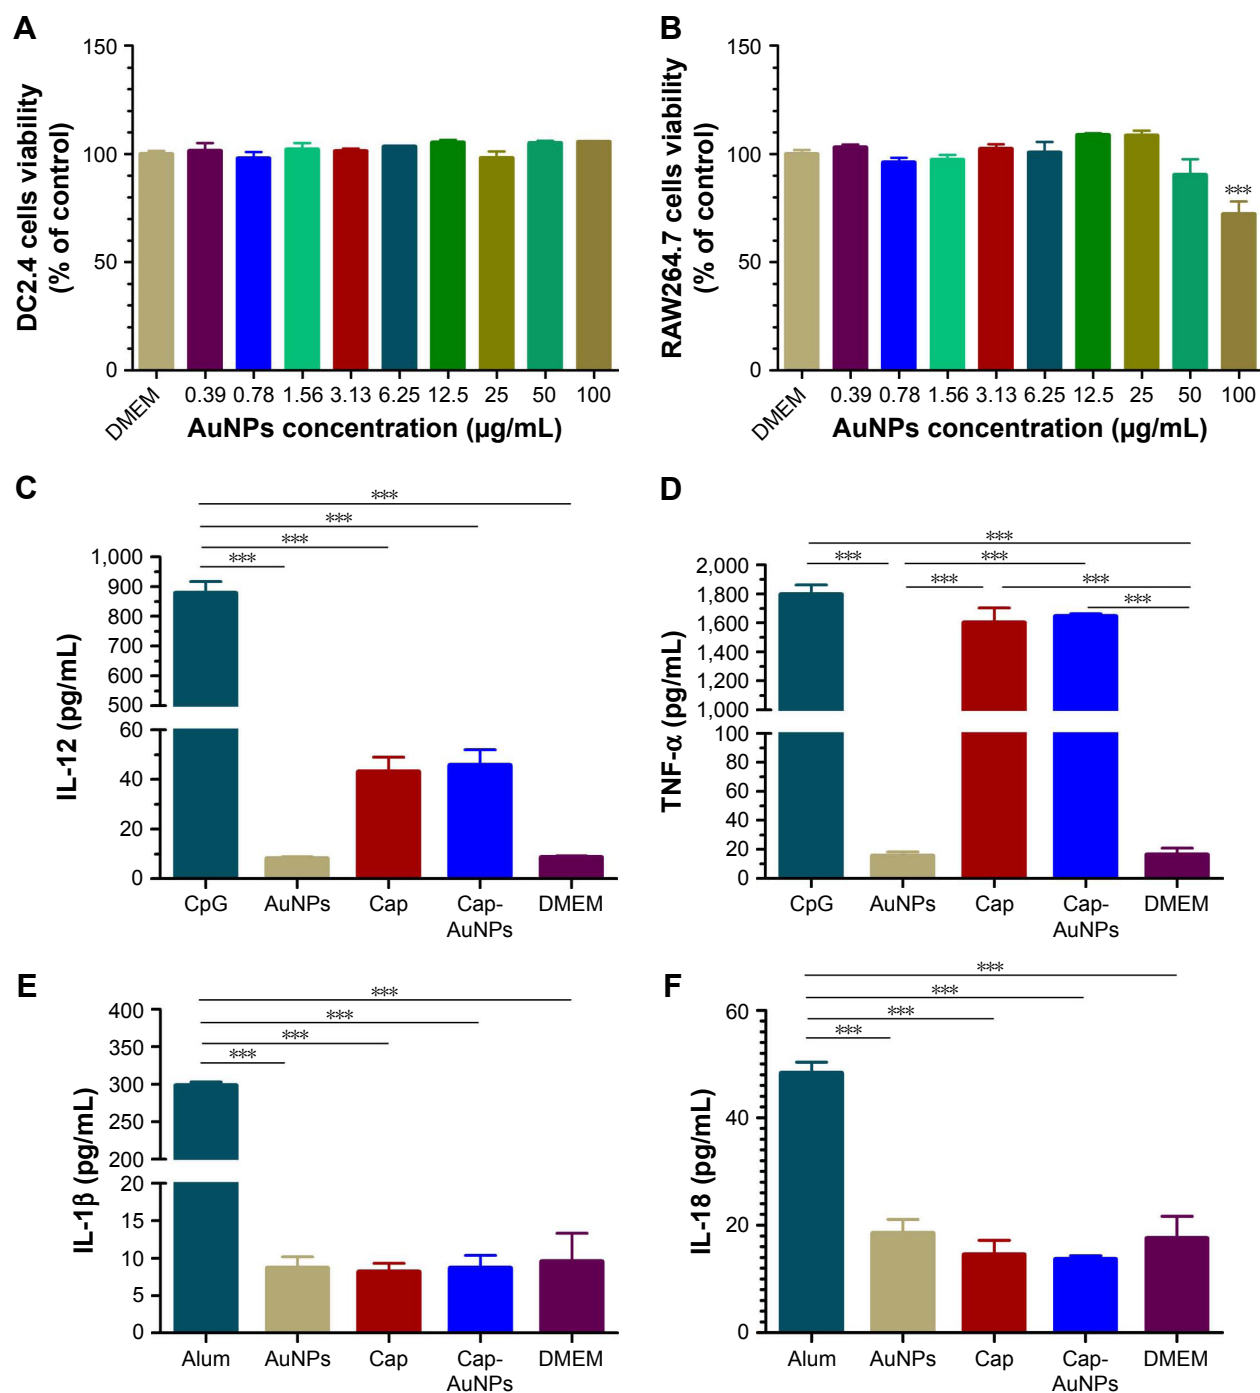 A
DC2.4 cells viability
(% of control)
150
100
50
0
DMEM
0.39
0.78
1.56
3.13
6.25
12.5
25
50
100
AuNPs concentration (µg/mL)
B
RAW264.7 cells viability
(% of control)
150
100
50
0
***
DMEM
0.39
0.78
1.56
3.13
6.25
12.5
25
50
100
AuNPs concentration (µg/mL)
C
IL-12 (pg/mL)
***
***
***
***
1,000
900
800
700
600
500
60
40
20
0
CpG
AuNPs
Cap
Cap-
AuNPs
DMEM
D
TNF-α (pg/mL)
***
***
***
***
***
***
2,000
1,800
1,600
1,400
1,200
1,000
100
80
60
40
20
0
CpG
AuNPs
Cap
Cap-
AuNPs
DMEM
E
IL-1β (pg/mL)
***
***
***
***
400
350
300
250
200
20
15
10
5
0
Alum
AuNPs
Cap
Cap-
AuNPs
DMEM
F
IL-18 (pg/mL)
***
***
***
***
60
40
20
0
Alum
AuNPs
Cap
Cap-
AuNPs
DMEM